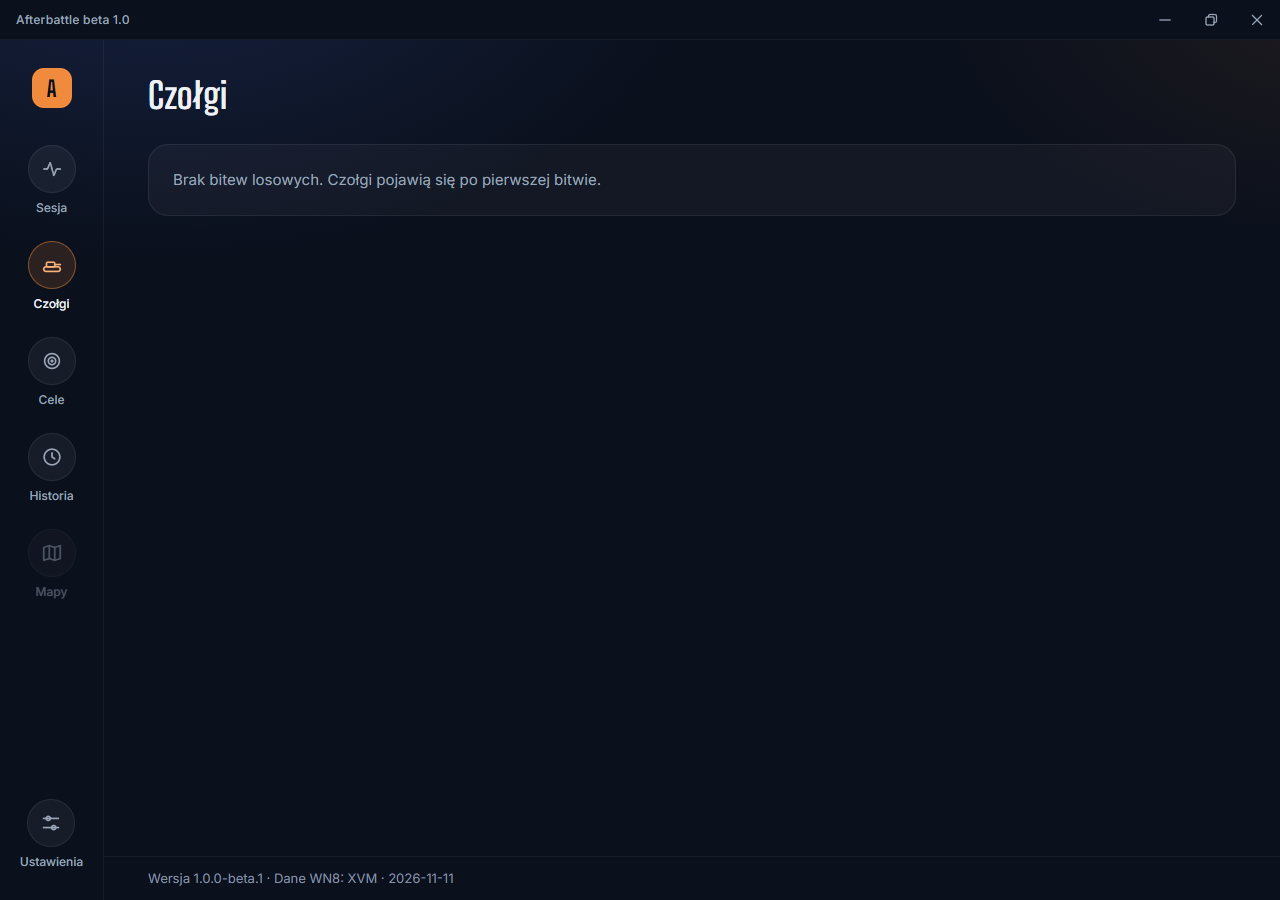 Afterbattle beta 1.0
A
Czołgi
Brak bitew losowych. Czołgi pojawią się po pierwszej bitwie.
Sesja
Czołgi
Cele
Historia
Mapy
Ustawienia
Wersja 1.0.0-beta.1 · Dane WN8: XVM · 2026-11-11